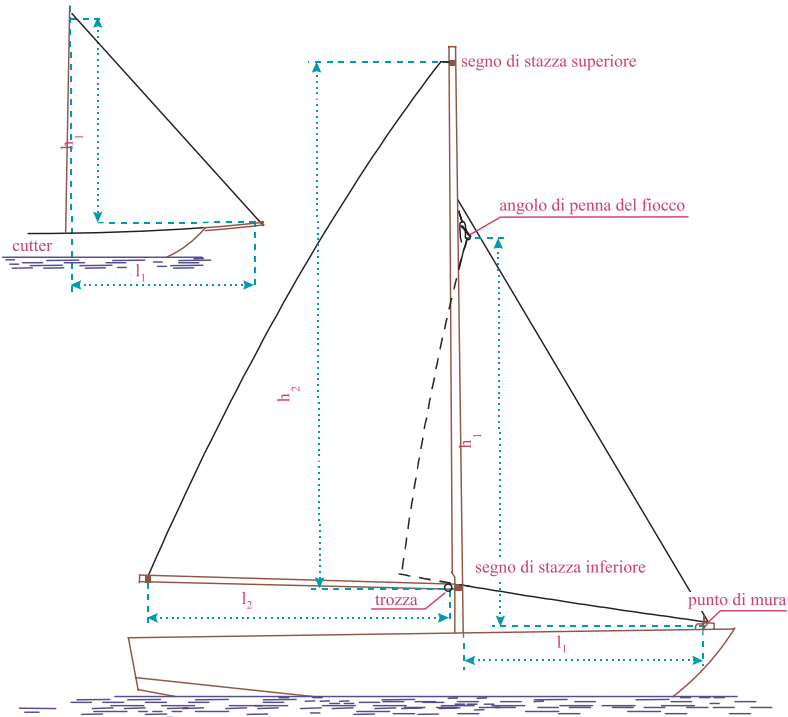 segno di stazza superiore
h1
angolo di penna del fiocco
cutter
l1
h2
h1
segno di stazza inferiore
l2
trozza
punto di mura
l1